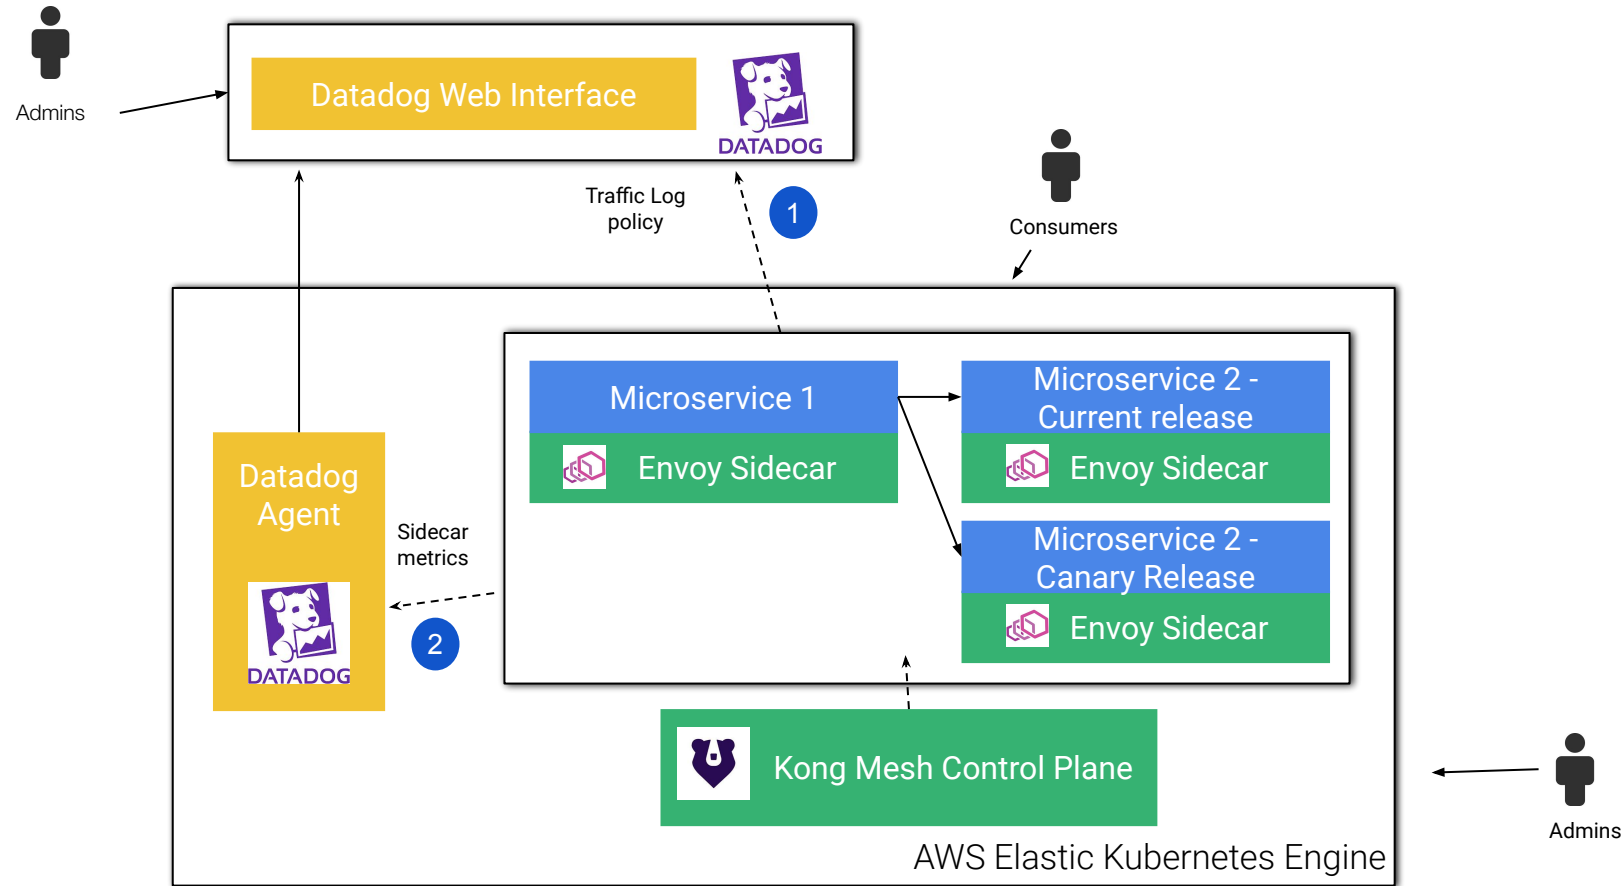 Admins
Datadog Web Interface
DATADOG
Traffic Log
policy
1
Consumers
Microservice 1
Envoy Sidecar
Microservice 2 -
Current release
Envoy Sidecar
Microservice 2 -
Canary Release
Envoy Sidecar
Datadog
Agent
DATADOG
Sidecar
metrics
2
Kong Mesh Control Plane
AWS Elastic Kubernetes Engine
Admins